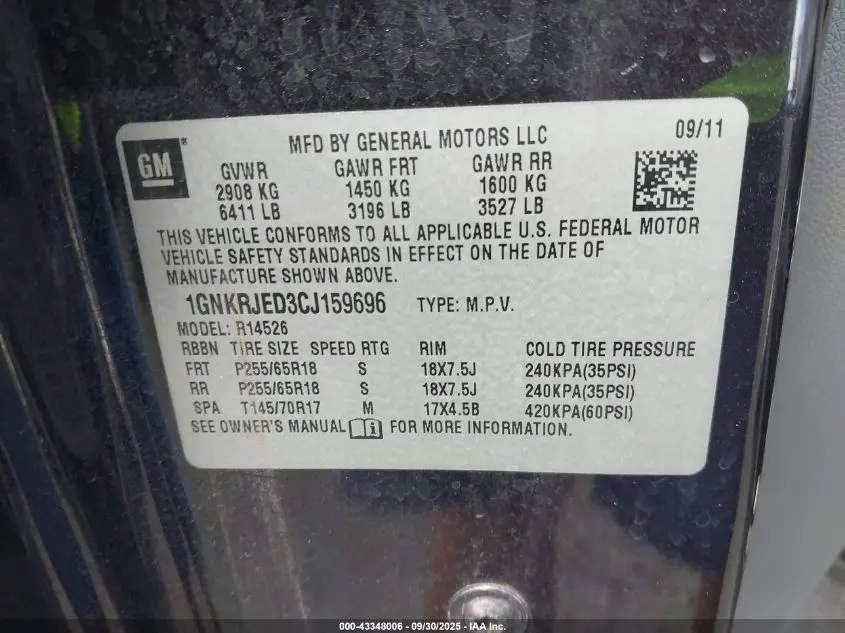 MFD BY GENERAL MOTORS LLC 09/11
GM®
GVWR GAWR FRT GAWR RR
2908 KG 1450 KG 1600 KG
6411 LB 3196 LB 3527 LB
THIS VEHICLE CONFORMS TO ALL APPLICABLE U.S. FEDERAL MOTOR
VEHICLE SAFETY STANDARDS IN EFFECT ON THE DATE OF
MANUFACTURE SHOWN ABOVE.
1GNKRJED3CJ159696 TYPE: M.P.V.
MODEL: R14526
RBBN TIRE SIZE SPEED RTG RIM COLD TIRE PRESSURE
FRT P255/65R18 S 18X7.5J 240KPA(35PSI)
RR P255/65R18 S 18X7.5J 240KPA(35PSI)
SPA T145/70R17 M 17X4.5B 420KPA(60PSI)
SEE OWNER'S MANUAL i FOR MORE INFORMATION.
000-43348006 - 09/30/2025 - IAA Inc.